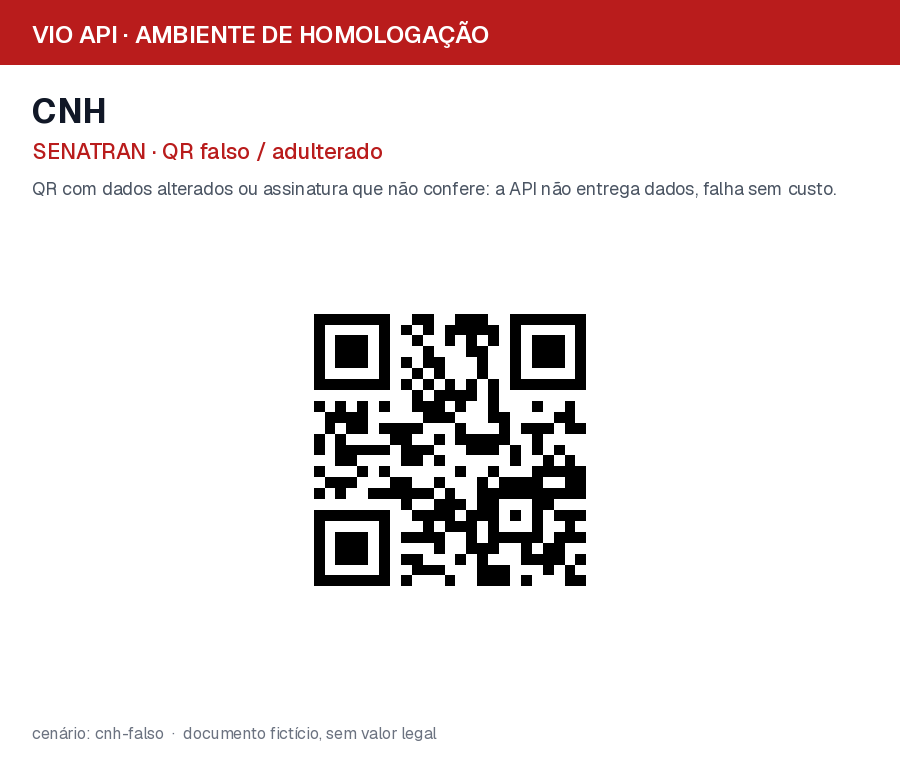 VIO API · AMBIENTE DE HOMOLOGAÇÃO
CNH
SENATRAN · QR falso / adulterado
QR com dados alterados ou assinatura que não confere: a API não entrega dados, falha sem custo.
cenário: cnh-falso · documento fictício, sem valor legal